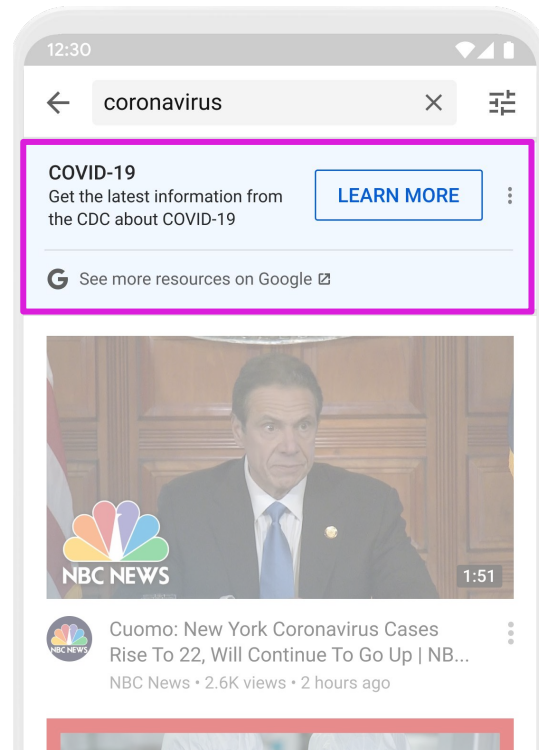 12:30
coronavirus
COVID-19
Get the latest information from
the CDC about COVID-19
LEARN MORE
See more resources on Google
NBC NEWS
1:51
NBC NEWS
Cuomo: New York Coronavirus Cases
Rise To 22, Will Continue To Go Up | NB...
NBC News • 2.6K views • 2 hours ago